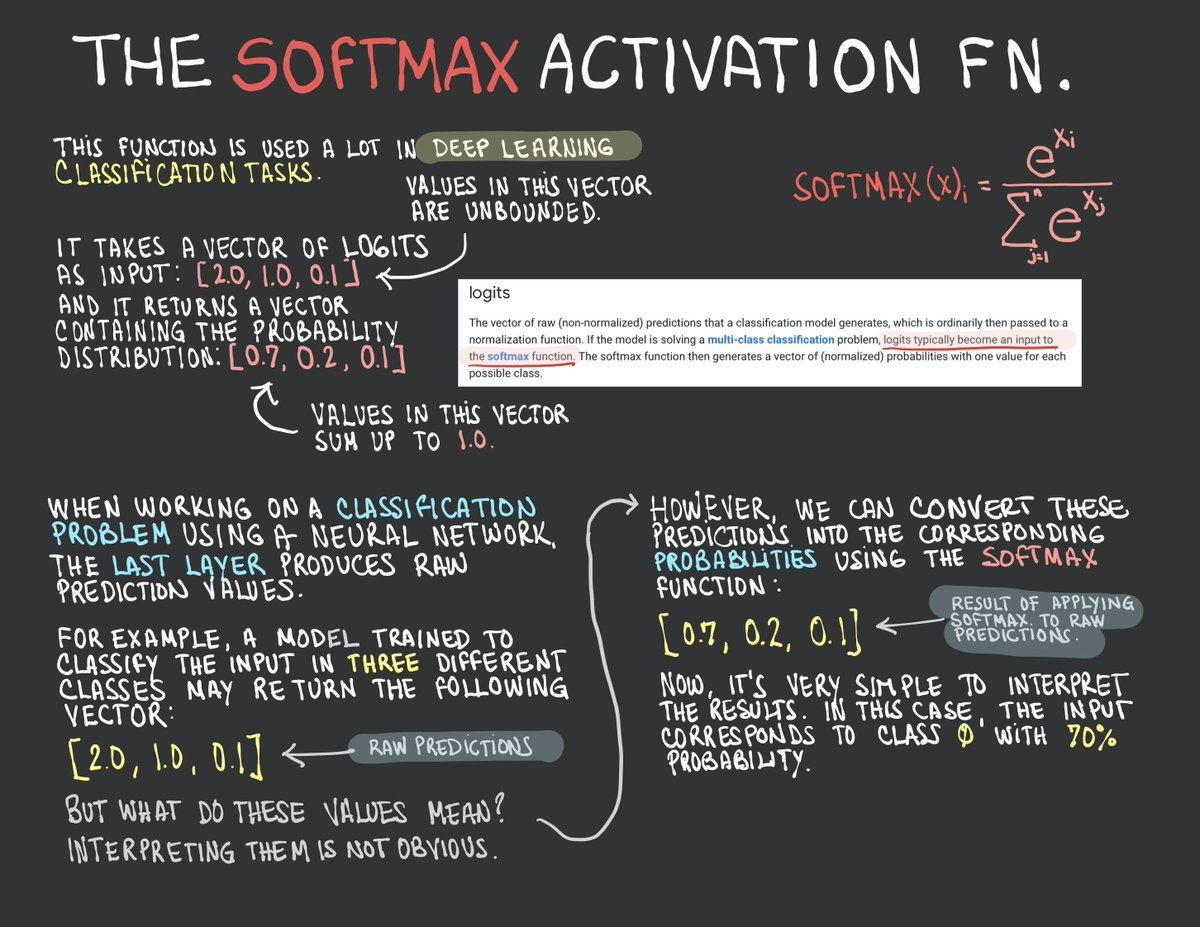 THE SOFTMAX ACTIVATION FN.
THIS FUNCTION IS USED A LOT IN DEEP LEARNING
CLASSIFICATION TASKS.
VALUES IN THIS VECTOR
ARE UNBOUNDED.
SOFTMAX(x)i = e^xi / Σ j=1 n e^xj
IT TAKES A VECTOR OF LOGITS
AS INPUT: [2.0, 1.0, 0.1]
AND IT RETURNS A VECTOR
CONTAINING THE PROBABILITY
DISTRIBUTION: [0.7, 0.2, 0.1]
VALUES IN THIS VECTOR
SUM UP TO 1.0.
logits
The vector of raw (non-normalized) predictions that a classification model generates, which is ordinarily then passed to a
normalization function. If the model is solving a multi-class classification problem, logits typically become an input to
the softmax function. The softmax function then generates a vector of (normalized) probabilities with one value for each
possible class.
WHEN WORKING ON A CLASSIFICATION
PROBLEM USING A NEURAL NETWORK,
THE LAST LAYER PRODUCES RAW
PREDICTION VALUES.
FOR EXAMPLE, A MODEL TRAINED TO
CLASSIFY THE INPUT IN THREE DIFFERENT
CLASSES MAY RETURN THE FOLLOWING
VECTOR:
[2.0, 1.0, 0.1]
RAW PREDICTIONS
BUT WHAT DO THESE VALUES MEAN?
INTERPRETING THEM IS NOT OBVIOUS.
HOWEVER, WE CAN CONVERT THESE
PREDICTIONS INTO THE CORRESPONDING
PROBABILITIES USING THE SOFTMAX
FUNCTION:
[0.7, 0.2, 0.1]
RESULT OF APPLYING
SOFTMAX TO RAW
PREDICTIONS.
NOW, IT'S VERY SIMPLE TO INTERPRET
THE RESULTS. IN THIS CASE, THE INPUT
CORRESPONDS TO CLASS 0 WITH 70%
PROBABILITY.